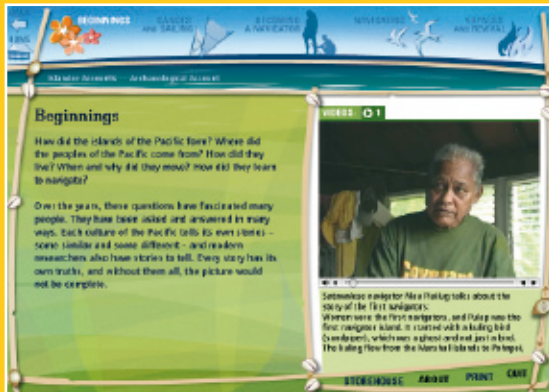 BEGINNINGS
CANOES AND SAILING
BECOMING A NAVIGATOR
Islander Accounts Archaeological Account
Beginnings
VIDEOS 1
How did the islands of the Pacific form? Where did
the peoples of the Pacific come from? How did they
live? When and why did they move? How did they learn
to navigate?
Over the years, these questions have fascinated many
people. They have been asked and answered in many
ways. Each culture of the Pacific tells its own stories –
some similar and some different – and modern
researchers also have stories to tell. Every story has its
own truths, and without them all, the picture would
not be complete.
Satawalese navigator Mau Piailug talks about the
story of the first navigators:
Women were the first navigators, and Pulap was the
first navigator island. It started with a kuling bird
(sandpiper), which was a ghost and not just a bird.
The kuling flew from the Marshall Islands to Pohnpei,
STOREHOUSE ABOUT PRINT CHAT